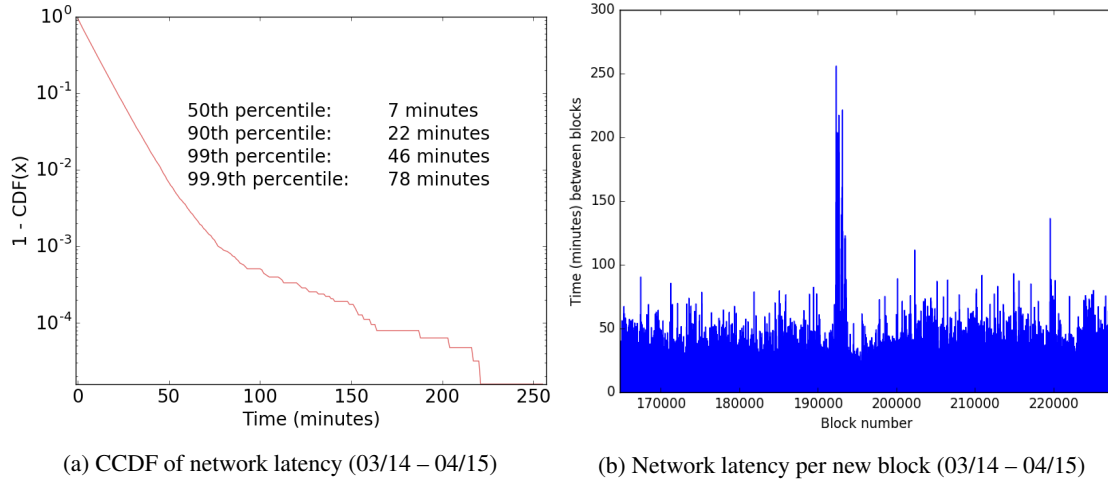 10^0
10^-1
10^-2
10^-3
10^-4
1 - CDF(x)
50th percentile: 7 minutes
90th percentile: 22 minutes
99th percentile: 46 minutes
99.9th percentile: 78 minutes
0 50 100 150 200 250
Time (minutes)
(a) CCDF of network latency (03/14 – 04/15)
300
250
200
150
100
50
0
Time (minutes) between blocks
170000 180000 190000 200000 210000 220000
Block number
(b) Network latency per new block (03/14 – 04/15)